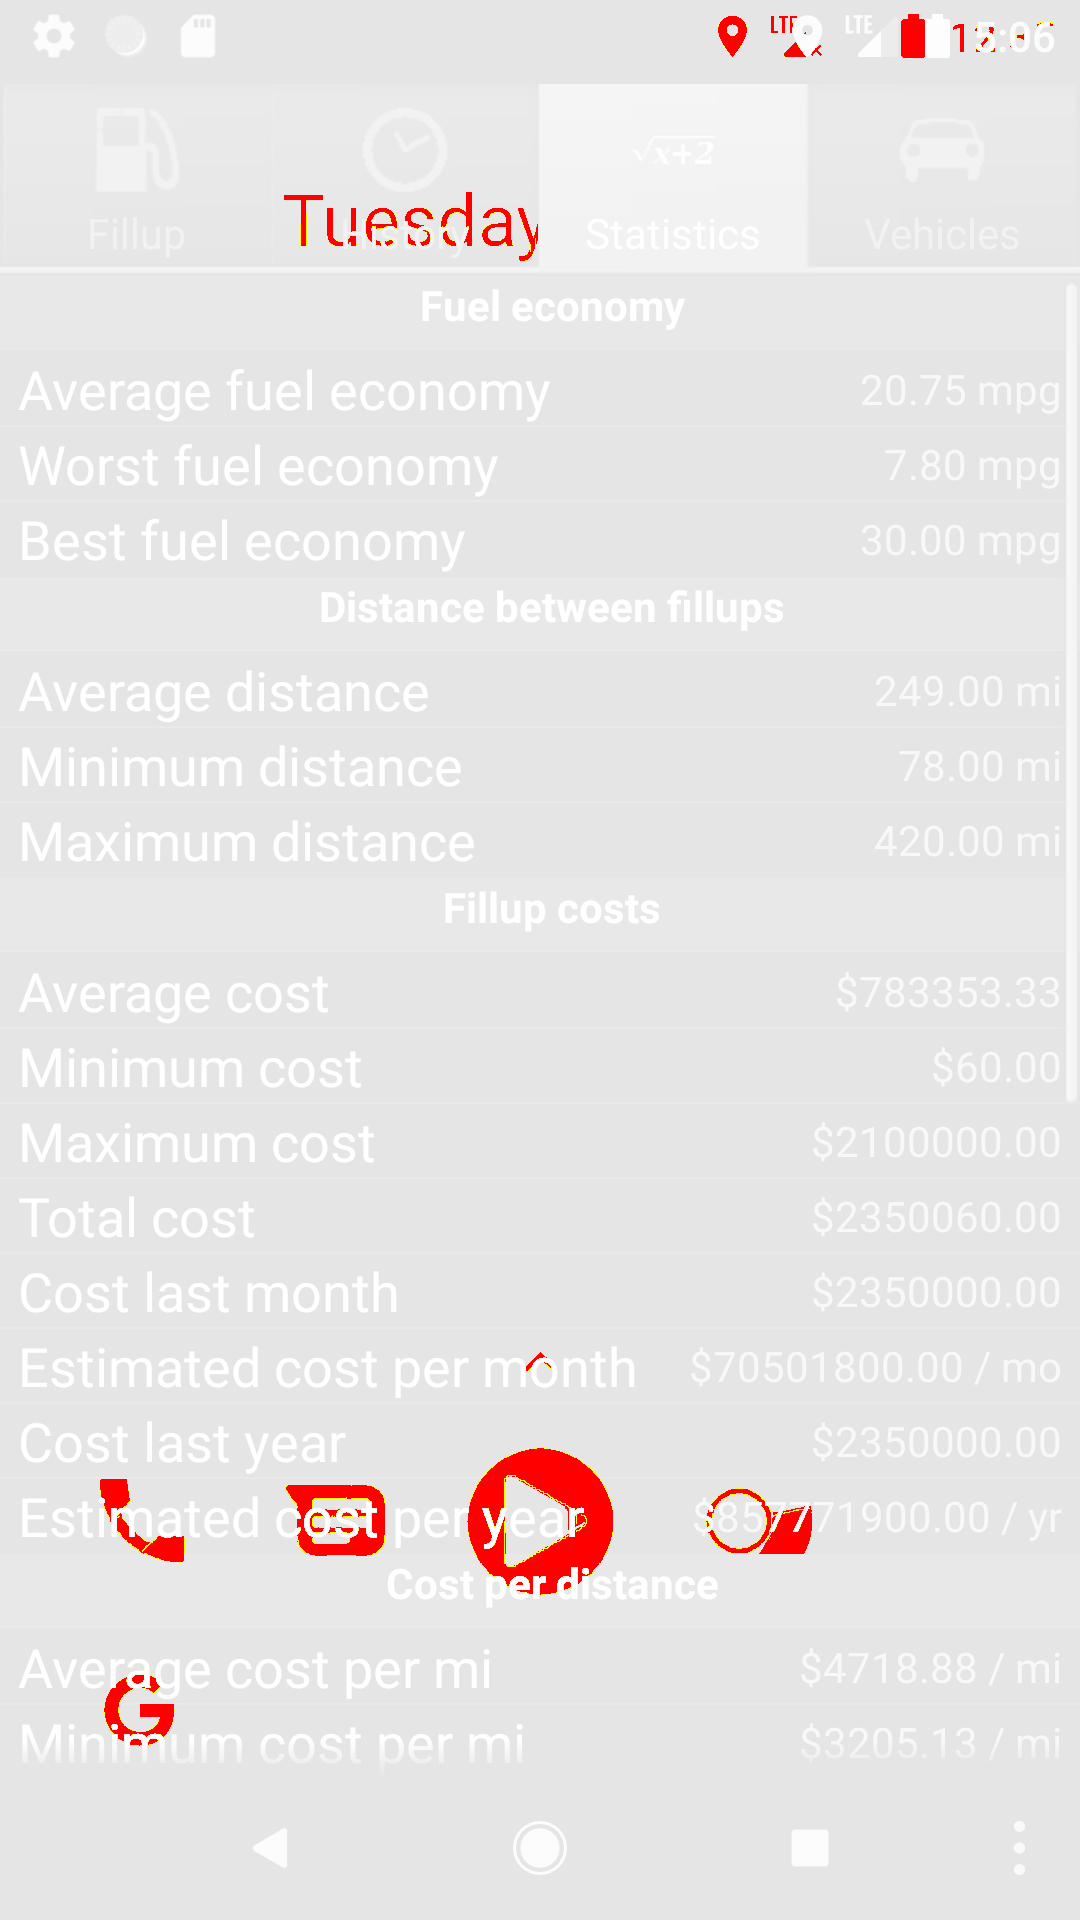 LTE LTE 5:06
Tuesday
Fillup History √x+2 Statistics Vehicles
Fuel economy
Average fuel economy 20.75 mpg
Worst fuel economy 7.80 mpg
Best fuel economy 30.00 mpg
Distance between fillups
Average distance 249.00 mi
Minimum distance 78.00 mi
Maximum distance 420.00 mi
Fillup costs
Average cost $783353.33
Minimum cost $60.00
Maximum cost $2100000.00
Total cost $2350060.00
Cost last month $2350000.00
Estimated cost per month $70501800.00 / mo
Cost last year $2350000.00
Estimated cost per year $857771900.00 / yr
Cost per distance
Average cost per mi $4718.88 / mi
G
Minimum cost per mi $3205.13 / mi